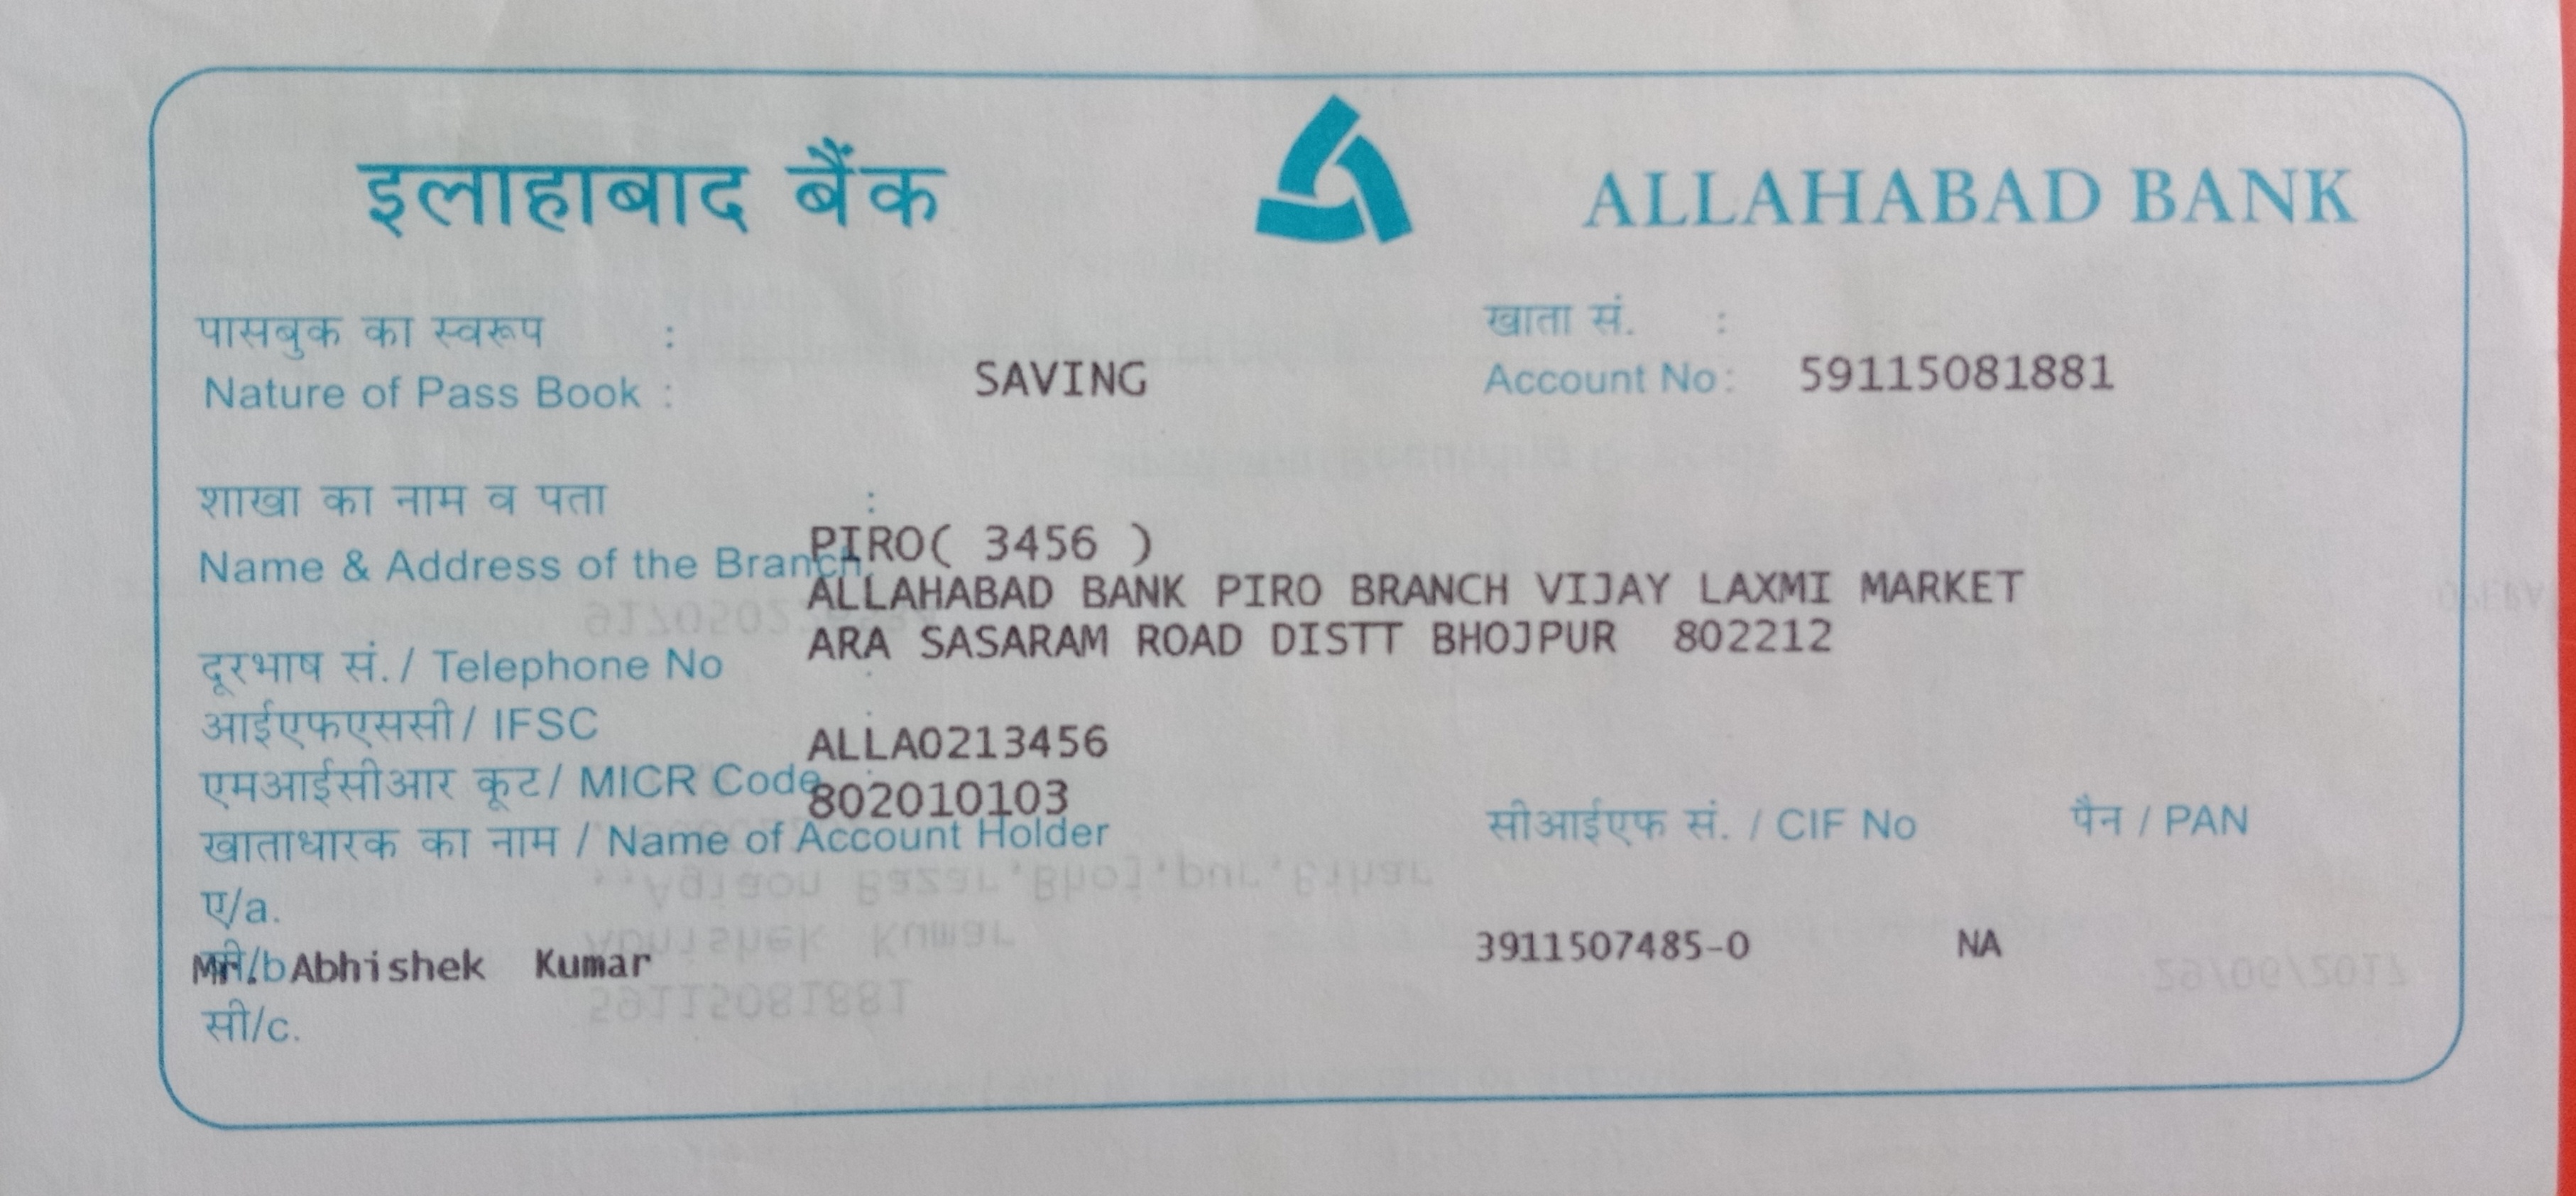 इलाहाबाद बैंक ALLAHABAD BANK
पासबुक का स्वरूप : खाता सं. :
Nature of Pass Book : SAVING Account No: 59115081881
शाखा का नाम व पता :
PIRO( 3456 )
Name & Address of the Branch
ALLAHABAD BANK PIRO BRANCH VIJAY LAXMI MARKET
ARA SASARAM ROAD DISTT BHOJPUR 802212
दूरभाष सं. / Telephone No
आईएफएससी / IFSC
ALLA0213456
एमआईसीआर कूट / MICR Code
802010103
खाताधारक का नाम / Name of Account Holder सीआईएफ सं. / CIF No पैन / PAN
ए/a.
Mr. Abhishek Kumar 3911507485-0 NA
सी/c.